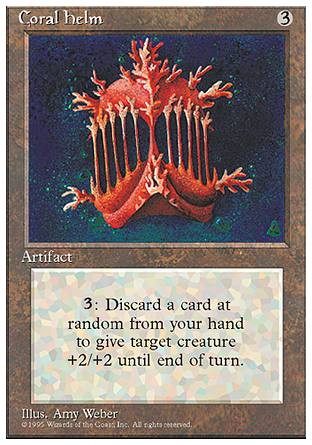 Coral Helm 3
Artifact
3: Discard a card at
random from your hand
to give target creature
+2/+2 until end of turn.
Illus. Amy Weber
©1995 Wizards of the Coast, Inc. All rights reserved.